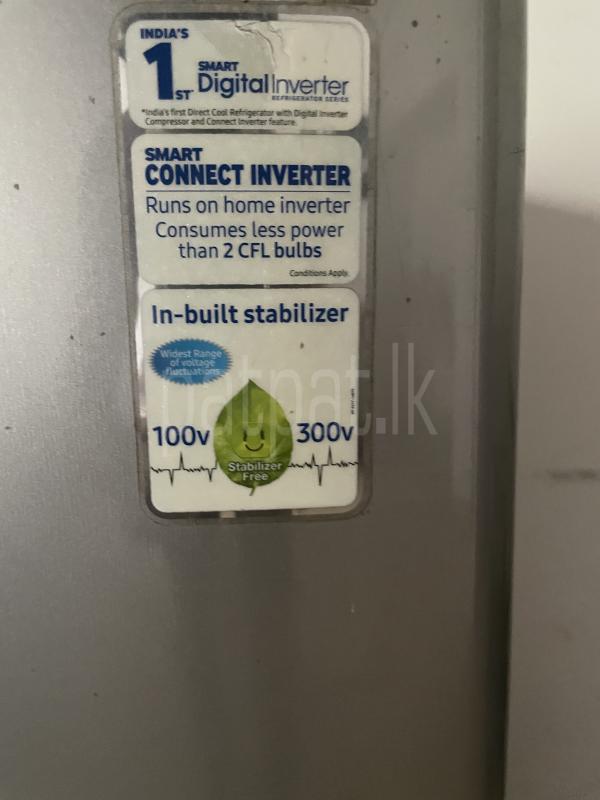 INDIA'S
1ST
SMART
Digital Inverter
REFRIGERATOR SERIES
*India's first Direct Cool Refrigerator with Digital Inverter
Compressor and Connect Inverter feature.
SMART
CONNECT INVERTER
Runs on home inverter
Consumes less power
than 2 CFL bulbs
Conditions Apply.
In-built stabilizer
Widest Range
of voltage
fluctuations
patpat.lk
100v
300v
Stabilizer
Free